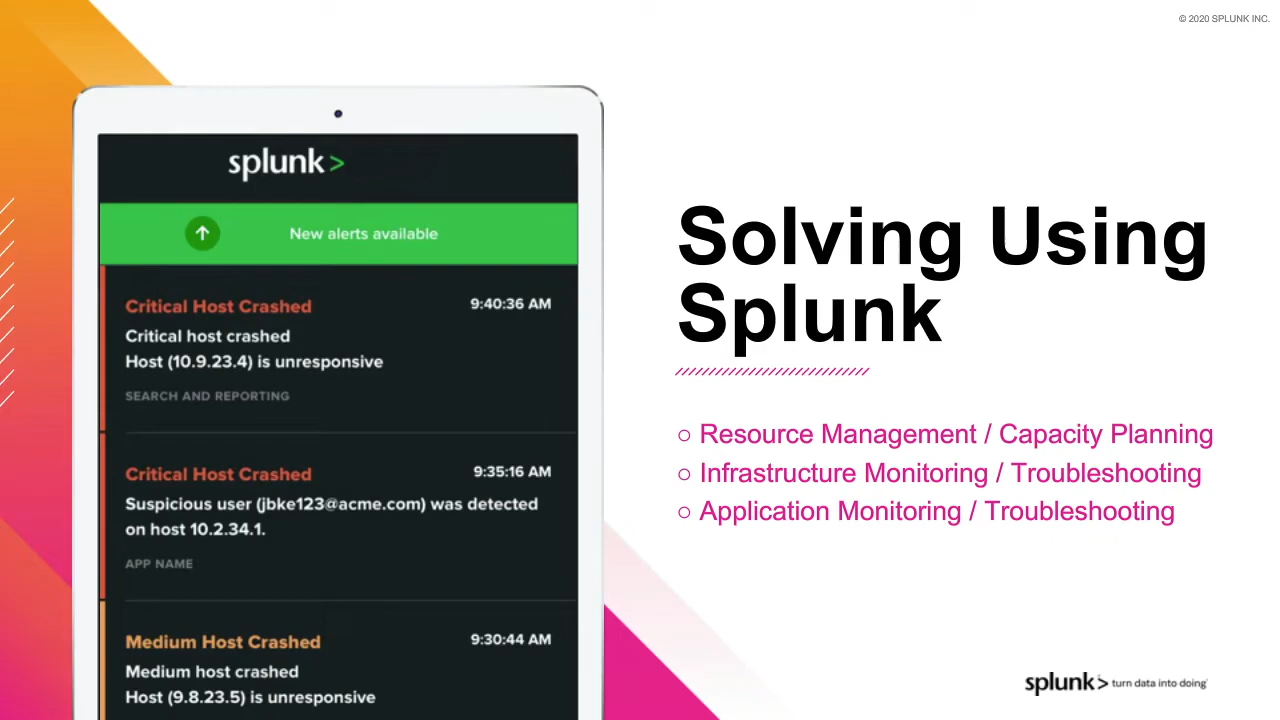 © 2020 SPLUNK INC.
splunk>
New alerts available
Critical Host Crashed 9:40:36 AM
Critical host crashed
Host (10.9.23.4) is unresponsive
SEARCH AND REPORTING
Critical Host Crashed 9:35:16 AM
Suspicious user (jbke123@acme.com) was detected
on host 10.2.34.1.
APP NAME
Medium Host Crashed 9:30:44 AM
Medium host crashed
Host (9.8.23.5) is unresponsive
Solving Using
Splunk
○ Resource Management / Capacity Planning
○ Infrastructure Monitoring / Troubleshooting
○ Application Monitoring / Troubleshooting
splunk> turn data into doing